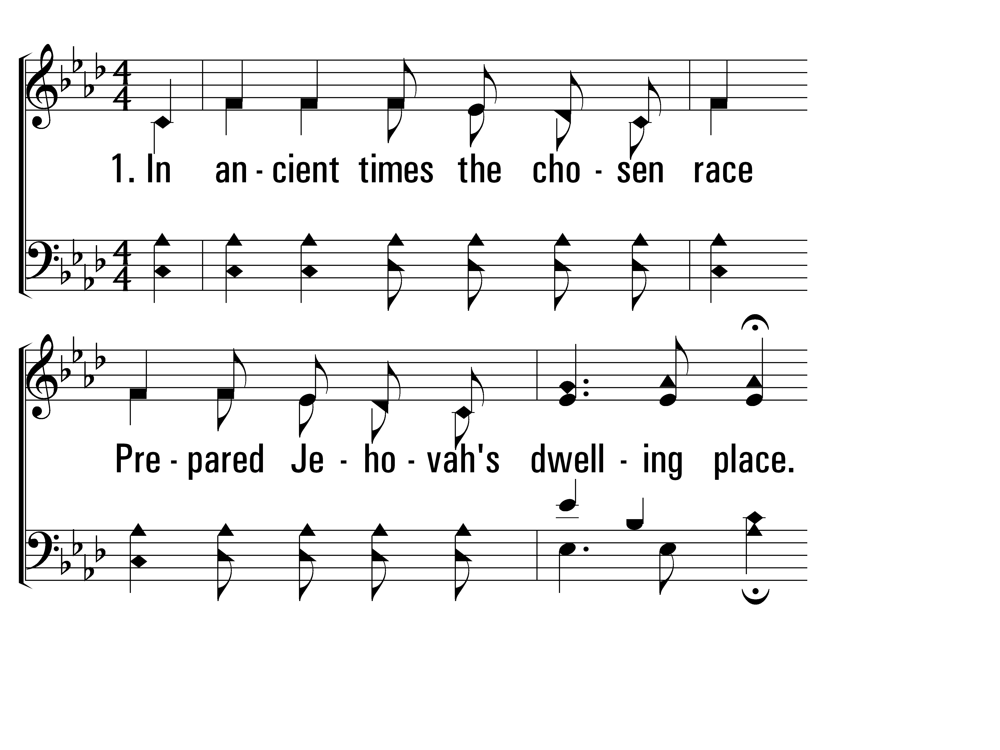 1. In an - cient times the cho - sen race
Pre - pared Je - ho - vah's dwell - ing place.